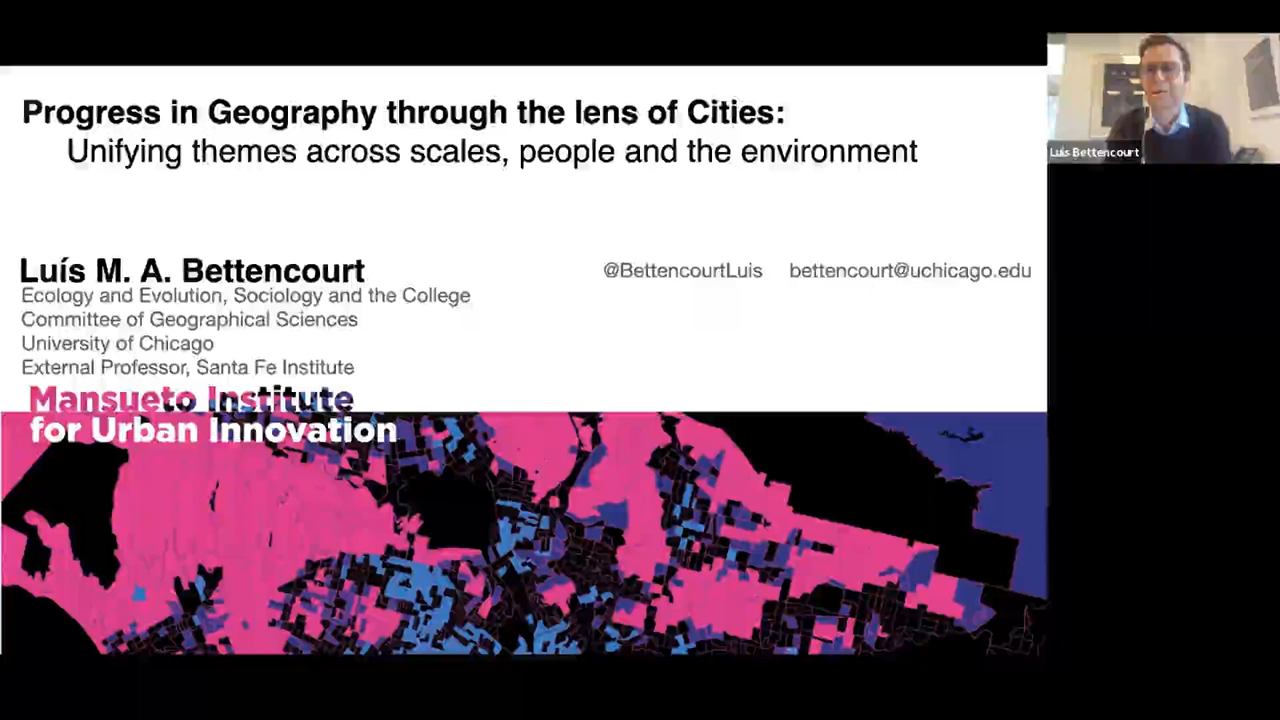 Progress in Geography through the lens of Cities:
Unifying themes across scales, people and the environment
Luís M. A. Bettencourt
@BettencourtLuis bettencourt@uchicago.edu
Ecology and Evolution, Sociology and the College
Committee of Geographical Sciences
University of Chicago
External Professor, Santa Fe Institute
Mansueto Institute
for Urban Innovation
Luis Bettencourt